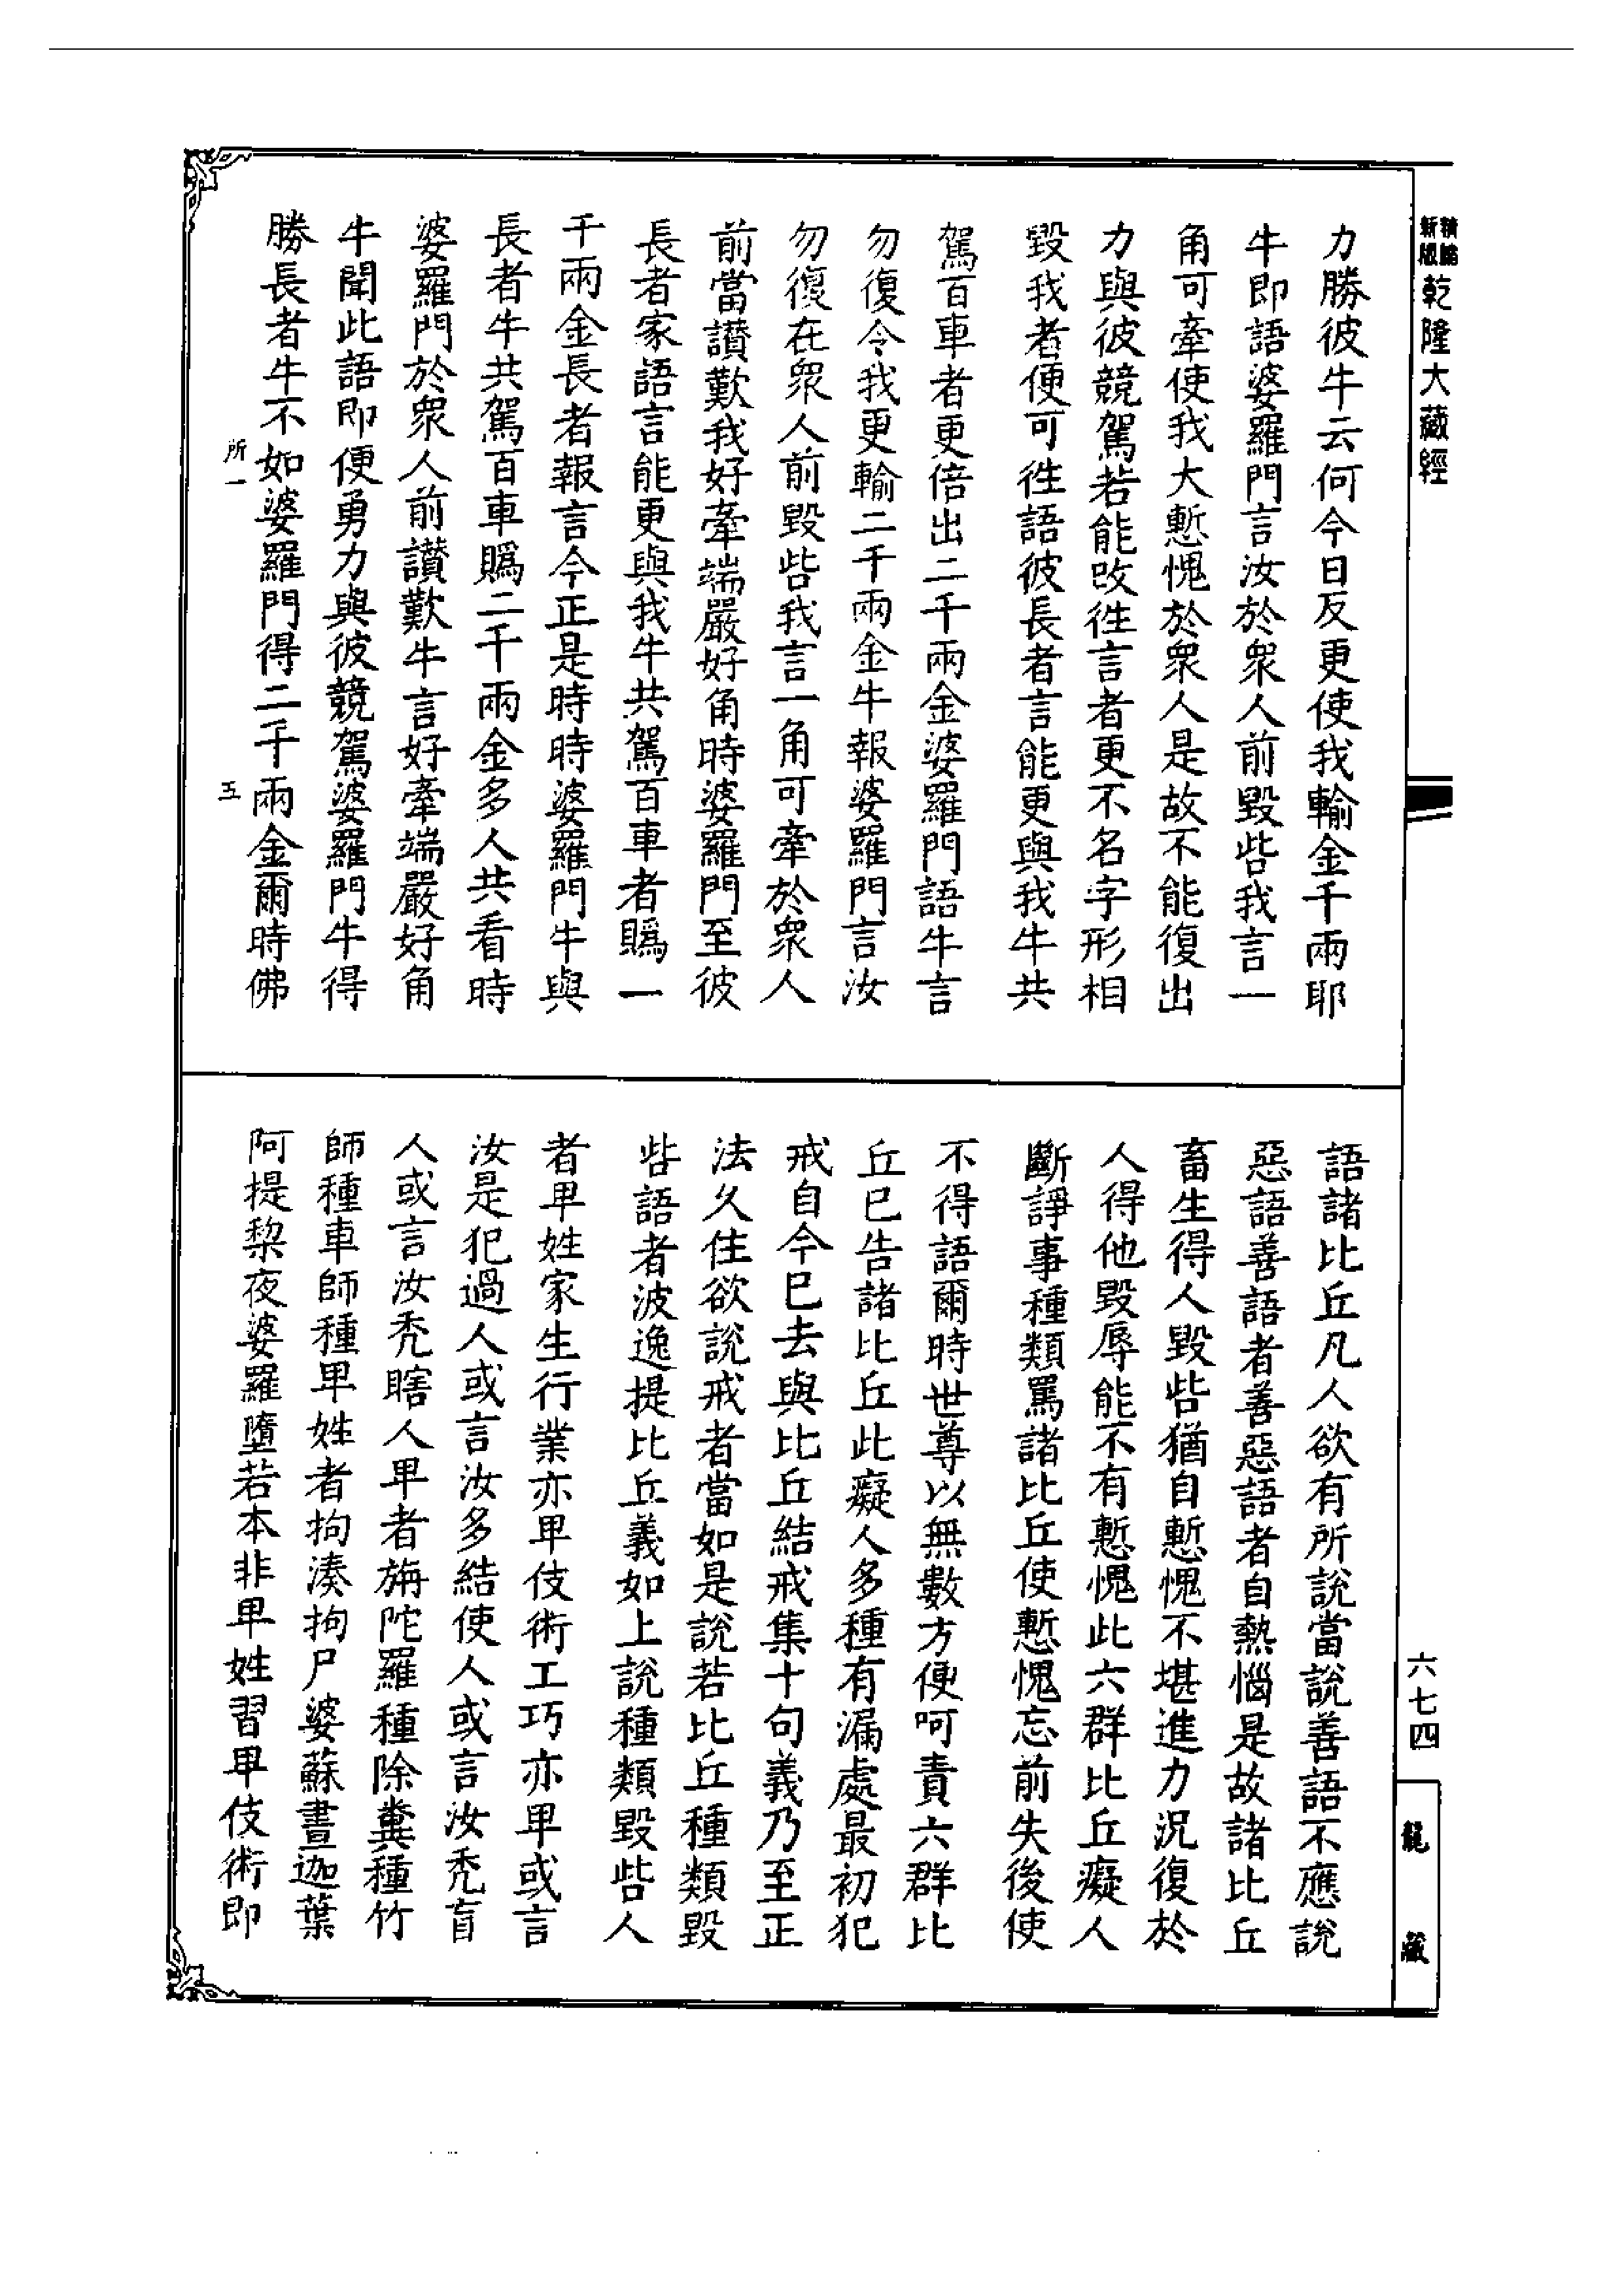 新版
精縮
乾隆大藏經
力勝彼牛云何今日反更使我輸金千兩耶
牛即語婆羅門言汝於衆人前毀呰我言一
角可牽使我大慙愧於衆人是故不能復出
力與彼競駕若能改徃言者更不名字形相
毀我者便可徃語彼長者言能更與我牛共
駕百車者更倍出二千兩金婆羅門語牛言
勿復令我更輸二千兩金牛報婆羅門言汝
勿復在衆人前毀呰我言一角可牽於衆人
前當讃歎我好牽端嚴好角時婆羅門至彼
長者家語言能更與我牛共駕百車者賭一
千兩金長者報言今正是時時婆羅門牛與
長者牛共駕百車賭二千兩金多人共看時
婆羅門於衆人前讃歎牛言好牽端嚴好角
牛聞此語即便勇力與彼競駕婆羅門牛得
勝長者牛不如婆羅門得二千兩金爾時佛
所一
五
語諸比丘凡人欲有所說當說善語不應說
惡語善語者善惡語者自熱惱是故諸比丘
畜生得人毀呰猶自慙愧不堪進力況復於
人得他毀辱能不有慙愧此六群比丘癡人
斷諍事種類罵諸比丘使慙愧忘前失後使
不得語爾時世尊以無數方便呵責六群比
丘已告諸比丘此癡人多種有漏處最初犯
戒自今已去與比丘結戒集十句義乃至正
法久住欲說戒者當如是說若比丘種類毀
呰語者波逸提比丘義如上說種類毀呰人
者卑姓家生行業亦卑伎術工巧亦卑或言
汝是犯過人或言汝多結使人或言汝禿盲
人或言汝禿瞎人卑者旃陀羅種除糞種竹
師種車師種卑姓者拘湊拘尸婆蘇晝迦葉
阿提棃夜婆羅墮若本非卑姓習卑伎術即
六七四
龍藏